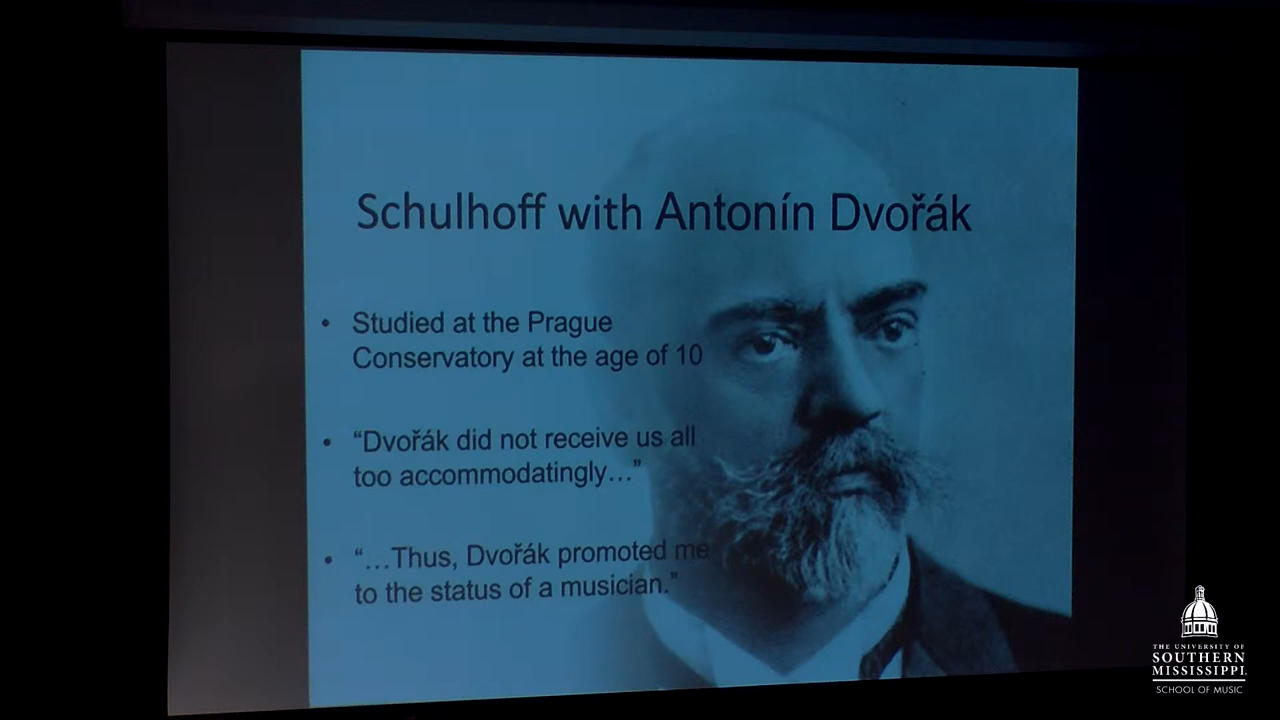 Schulhoff with Antonín Dvořák
• Studied at the Prague
Conservatory at the age of 10
• “Dvořák did not receive us all
too accommodatingly…”
• “…Thus, Dvořák promoted me
to the status of a musician.”
THE UNIVERSITY OF
SOUTHERN
MISSISSIPPI.
SCHOOL OF MUSIC